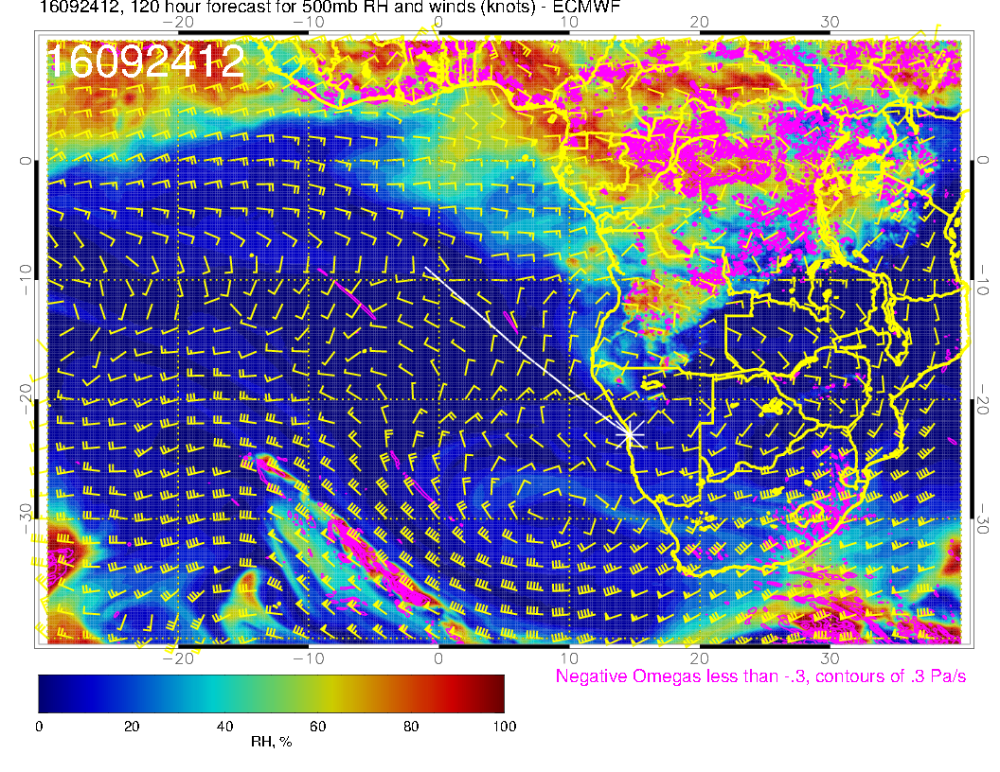 16092412, 120 hour forecast for 500mb RH and winds (knots) - ECMWF
−20 −10 0 10 20 30
16092412
0 0
−10 −10
−20 −20
−30 −30
−20 −10 0 10 20 30
Negative Omegas less than -.3, contours of .3 Pa/s
0 20 40 60 80 100
RH, %